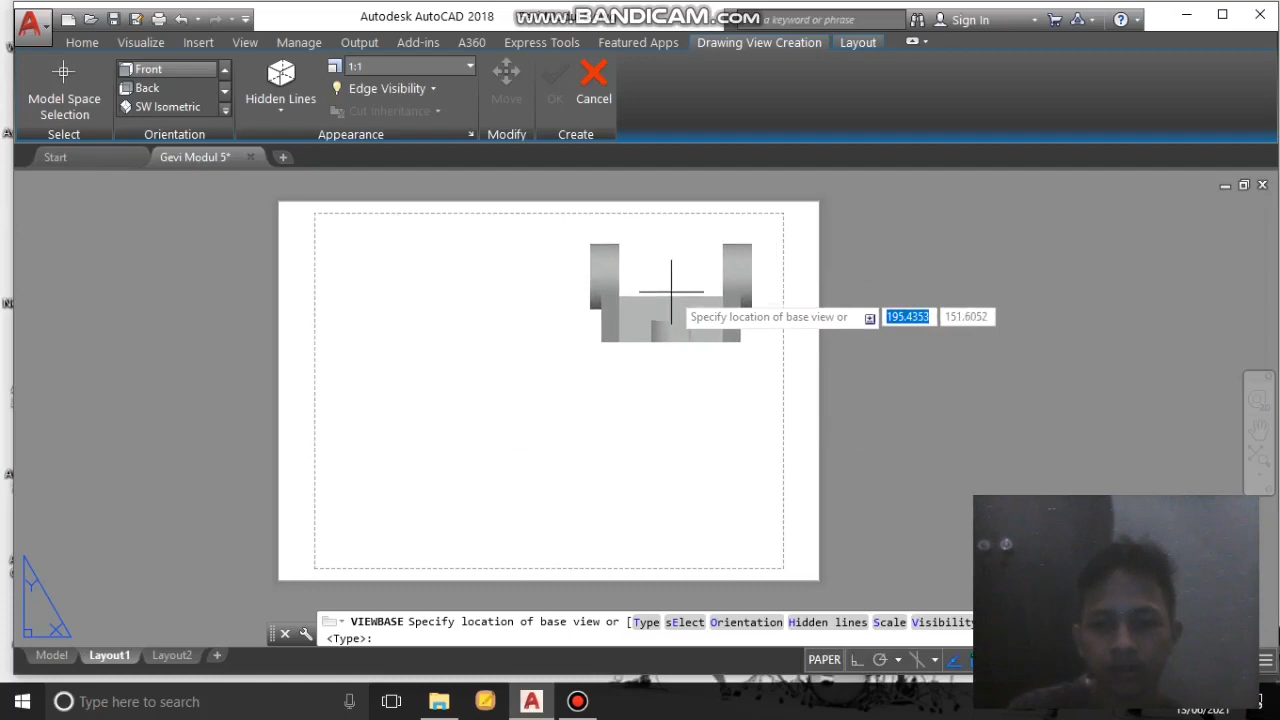 Autodesk AutoCAD 2018
www.BANDICAM.com
a keyword or phrase
Sign In
Home Visualize Insert View Manage Output Add-ins A360 Express Tools Featured Apps Drawing View Creation Layout
Model Space
Selection
Select
Front
Back
SW Isometric
Orientation
Hidden Lines
1:1
Edge Visibility
Cut Inheritance
Appearance
Move
Modify
OK
Cancel
Create
Start
Gevi Modul 5*
Specify location of base view or 195.4353 151.6052
Y
X
VIEWBASE Specify location of base view or [Type sElect Orientation Hidden lines Scale Visibility
<Type>:
Model Layout1 Layout2
PAPER
Type here to search
13/06/2021